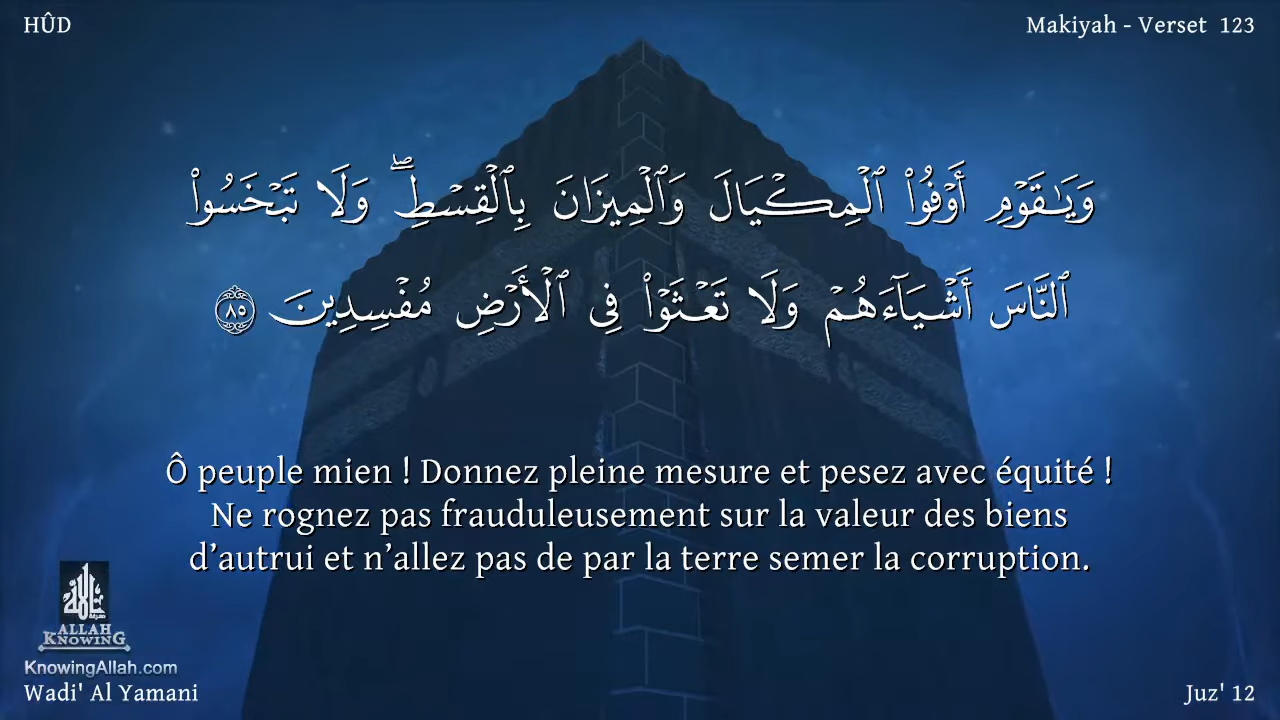 HÛD
Makiyah - Verset 123
وَيَـٰقَوۡمِ أَوۡفُواْ ٱلۡمِكۡيَالَ وَٱلۡمِيزَانَ بِٱلۡقِسۡطِۖ وَلَا تَبۡخَسُواْ
ٱلنَّاسَ أَشۡيَآءَهُمۡ وَلَا تَعۡثَوۡاْ فِي ٱلۡأَرۡضِ مُفۡسِدِينَ ٨٥
Ô peuple mien ! Donnez pleine mesure et pesez avec équité !
Ne rognez pas frauduleusement sur la valeur des biens
d’autrui et n’allez pas de par la terre semer la corruption.
ALLAH
KNOWING
KnowingAllah.com
Wadi' Al Yamani
Juz' 12